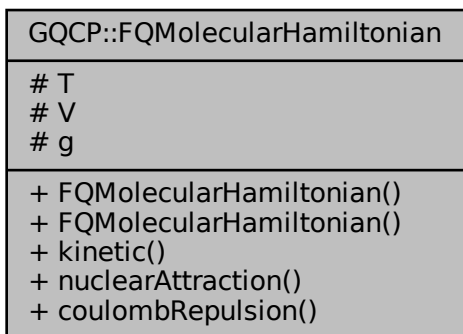 GQCP::FQMolecularHamiltonian
# T
# V
# g
+ FQMolecularHamiltonian()
+ FQMolecularHamiltonian()
+ kinetic()
+ nuclearAttraction()
+ coulombRepulsion()